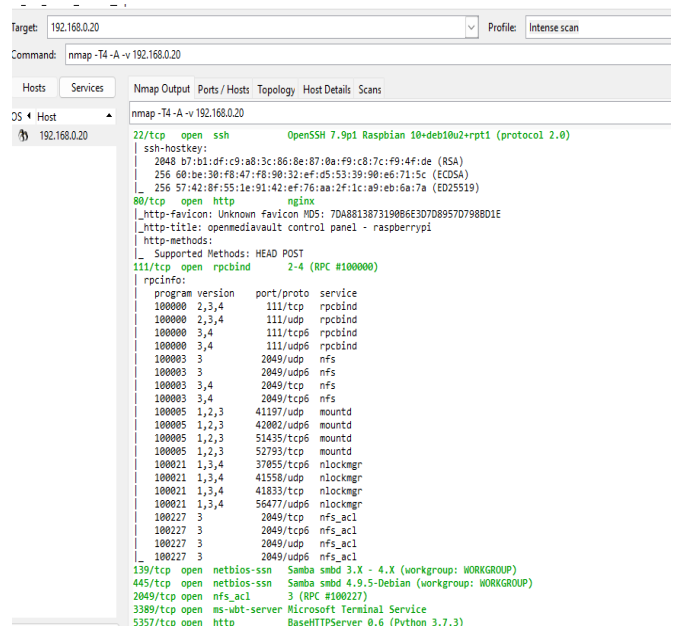 Target: 192.168.0.20 Profile: Intense scan
Command: nmap -T4 -A -v 192.168.0.20
Hosts Services Nmap Output Ports / Hosts Topology Host Details Scans
OS Host nmap -T4 -A -v 192.168.0.20
192.168.0.20
22/tcp open ssh OpenSSH 7.9p1 Raspbian 10+deb10u2+rpt1 (protocol 2.0)
| ssh-hostkey:
| 2048 b7:b1:df:c9:a8:3c:86:8e:87:0a:f9:c8:7c:f9:4f:de (RSA)
| 256 60:be:30:f8:47:f8:90:32:ef:d5:53:39:90:e6:71:5c (ECDSA)
|_ 256 57:42:8f:55:1e:91:42:ef:76:aa:2f:1c:a9:eb:6a:7a (ED25519)
80/tcp open http nginx
|_http-favicon: Unknown favicon MD5: 7DA8813873190B6E3D7D8957D798BD1E
|_http-title: openmediavault control panel - raspberrypi
| http-methods:
|_ Supported Methods: HEAD POST
111/tcp open rpcbind 2-4 (RPC #100000)
| rpcinfo:
| program version port/proto service
| 100000 2,3,4 111/tcp rpcbind
| 100000 2,3,4 111/udp rpcbind
| 100000 3,4 111/tcp6 rpcbind
| 100000 3,4 111/udp6 rpcbind
| 100003 3 2049/udp nfs
| 100003 3 2049/udp6 nfs
| 100003 3,4 2049/tcp nfs
| 100003 3,4 2049/tcp6 nfs
| 100005 1,2,3 41197/udp mountd
| 100005 1,2,3 42002/udp6 mountd
| 100005 1,2,3 51435/tcp6 mountd
| 100005 1,2,3 52793/tcp mountd
| 100021 1,3,4 37055/tcp6 nlockmgr
| 100021 1,3,4 41558/udp nlockmgr
| 100021 1,3,4 41833/tcp nlockmgr
| 100021 1,3,4 56477/udp6 nlockmgr
| 100227 3 2049/tcp nfs_acl
| 100227 3 2049/tcp6 nfs_acl
| 100227 3 2049/udp nfs_acl
|_ 100227 3 2049/udp6 nfs_acl
139/tcp open netbios-ssn Samba smbd 3.X - 4.X (workgroup: WORKGROUP)
445/tcp open netbios-ssn Samba smbd 4.9.5-Debian (workgroup: WORKGROUP)
2049/tcp open nfs_acl 3 (RPC #100227)
3389/tcp open ms-wbt-server Microsoft Terminal Service
5357/tcp open http BaseHTTPServer 0.6 (Python 3.7.3)